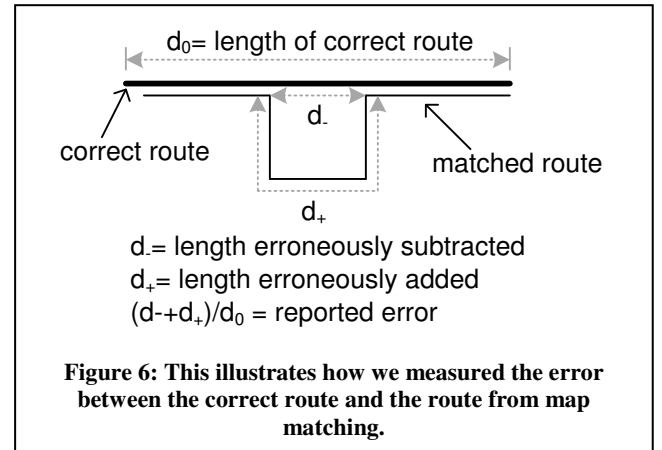 d₀= length of correct route
d₋
correct route
matched route
d₊
d₋= length erroneously subtracted
d₊= length erroneously added
(d-+d₊)/d₀ = reported error
Figure 6: This illustrates how we measured the error
between the correct route and the route from map
matching.